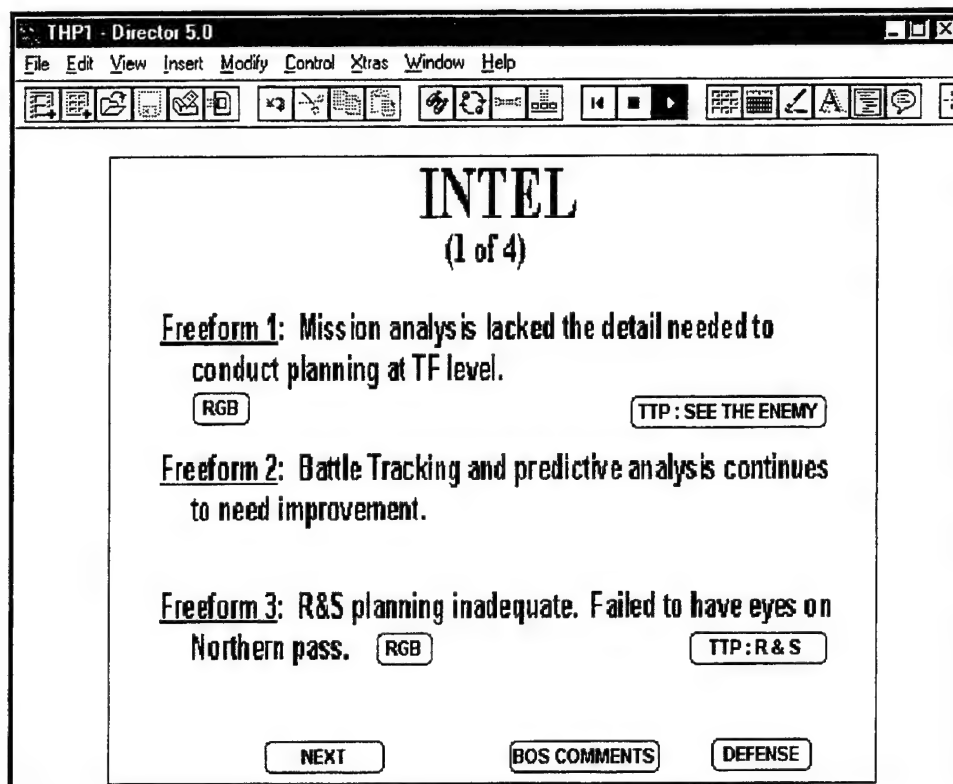 THP1 - Director 5.0
File Edit View Insert Modify Control Xtras Window Help
INTEL
(1 of 4)
Freeform 1: Mission analysis lacked the detail needed to
conduct planning at TF level.
RGB TTP : SEE THE ENEMY
Freeform 2: Battle Tracking and predictive analysis continues
to need improvement.
Freeform 3: R&S planning inadequate. Failed to have eyes on
Northern pass. RGB TTP : R & S
NEXT BOS COMMENTS DEFENSE